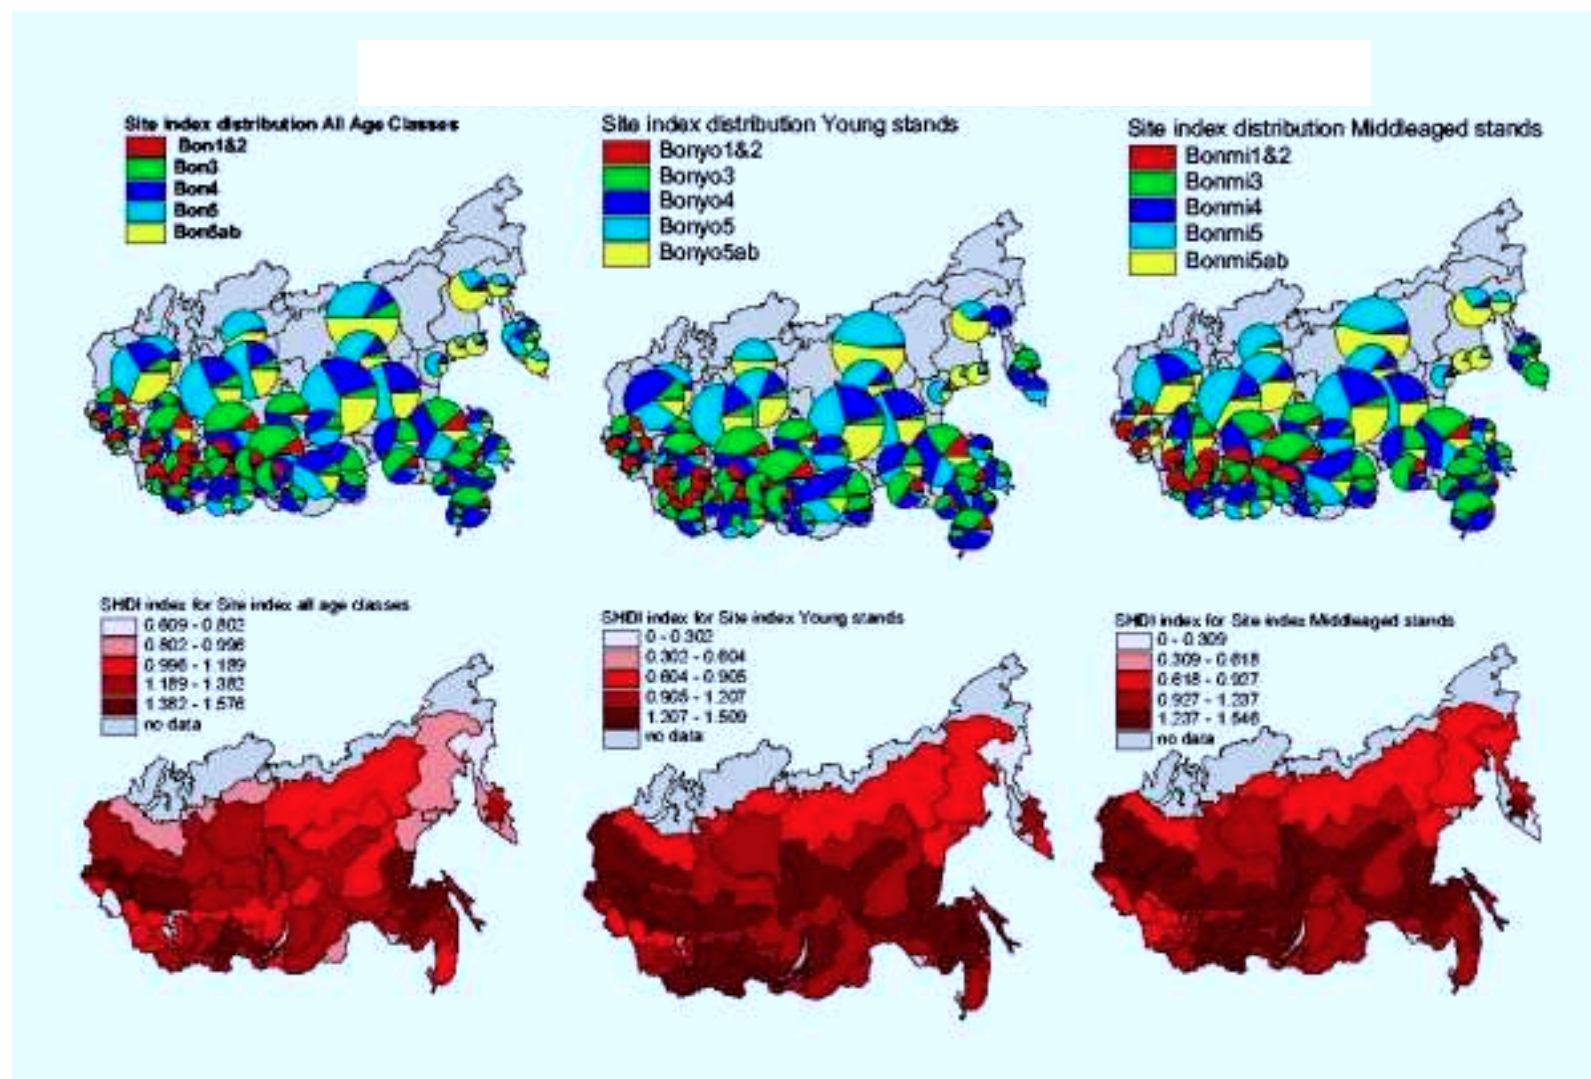 Site index distribution All Age Classes
Bon1&2
Bon3
Bon4
Bon5
Bon5ab
Site index distribution Young stands
Bonyo1&2
Bonyo3
Bonyo4
Bonyo5
Bonyo5ab
Site index distribution Middleaged stands
Bonmi1&2
Bonmi3
Bonmi4
Bonmi5
Bonmi5ab
SHDI index for Site index all age classes
0.609 - 0.802
0.802 - 0.996
0.996 - 1.189
1.189 - 1.382
1.382 - 1.576
no data
SHDI index for Site index Young stands
0 - 0.302
0.302 - 0.604
0.604 - 0.905
0.905 - 1.207
1.207 - 1.509
no data
SHDI index for Site index Middleaged stands
0 - 0.309
0.309 - 0.618
0.618 - 0.927
0.927 - 1.237
1.237 - 1.546
no data